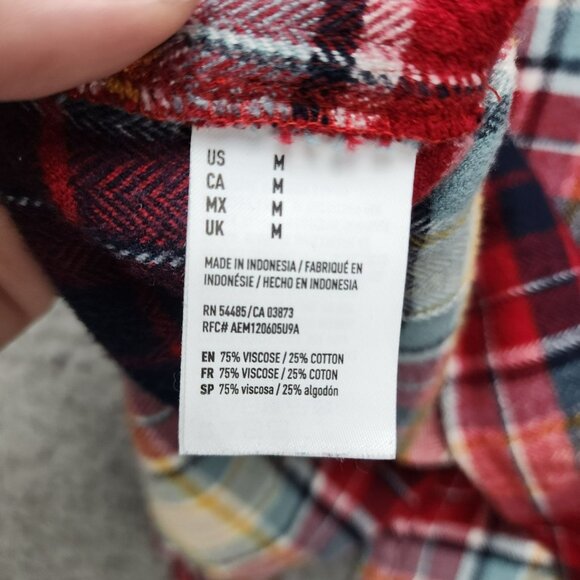 US M
CA M
MX M
UK M
MADE IN INDONESIA / FABRIQUÉ EN
INDONÉSIE / HECHO EN INDONESIA
RN 54485/CA 03873
RFC# AEM120605U9A
EN 75% VISCOSE / 25% COTTON
FR 75% VISCOSE / 25% COTON
SP 75% viscosa / 25% algodón